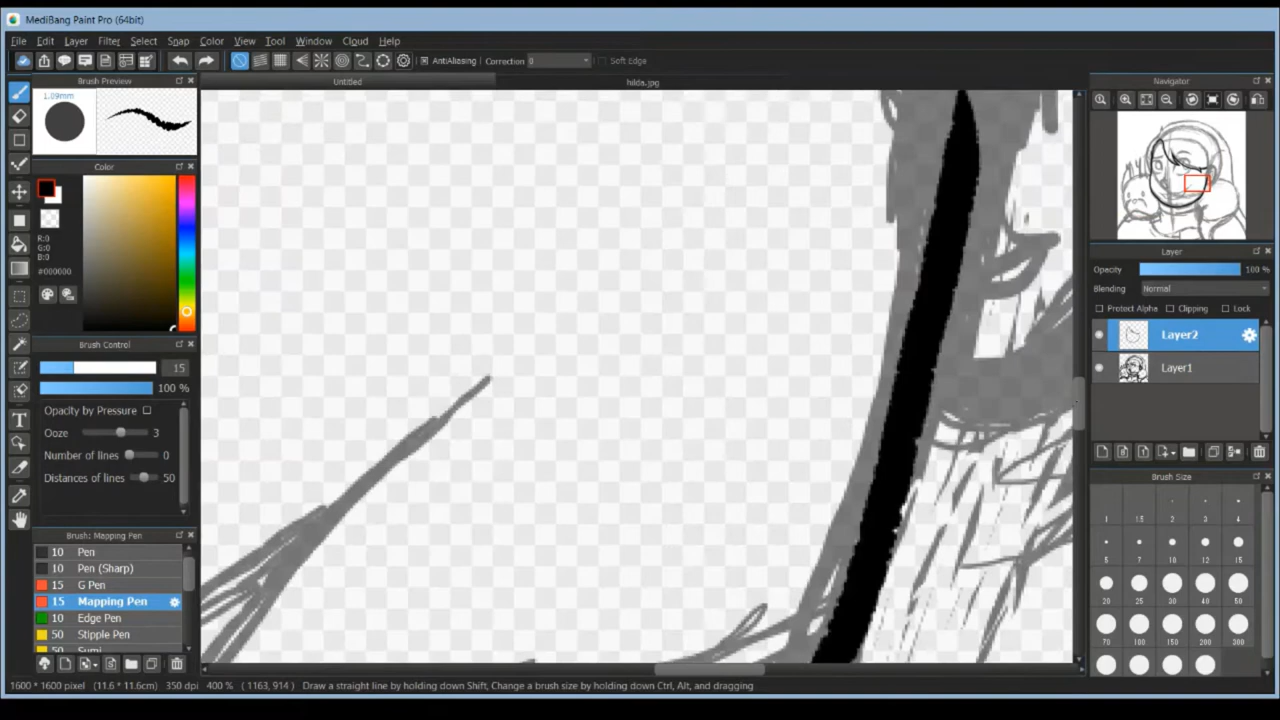 MediBang Paint Pro (64bit)
File Edit Layer Filter Select Snap Color View Tool Window Cloud Help
AntiAliasing Correction 0 Soft Edge
Brush Preview
Untitled hilda.jpg
Navigator
1.09mm
Color
R:0
G:0
B:0
#000000
Layer
Opacity 100 %
Blending Normal
Protect Alpha Clipping Lock
Layer2
Layer1
Brush Control
15
100 %
Opacity by Pressure
Ooze 3
Number of lines 0
Distances of lines 50
Brush Size
1 1.5 2 3 4
5 7 10 12 15
20 25 30 40 50
70 100 150 200 300
Brush: Mapping Pen
10 Pen
10 Pen (Sharp)
15 G Pen
15 Mapping Pen
10 Edge Pen
50 Stipple Pen
50 Sumi
1600 * 1600 pixel (11.6 * 11.6cm) 350 dpi 400 % ( 1163, 914 ) Draw a straight line by holding down Shift, Change a brush size by holding down Ctrl, Alt, and dragging